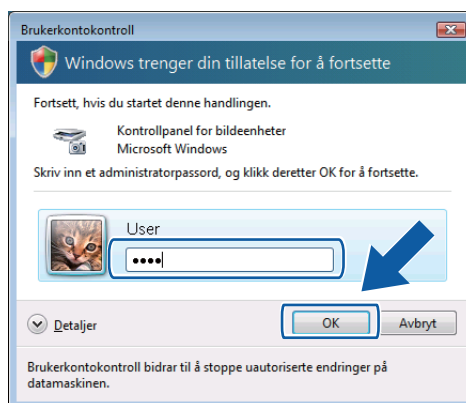 Brukerkontokontroll
Windows trenger din tillatelse for å fortsette
Fortsett, hvis du startet denne handlingen.
Kontrollpanel for bildeenheter
Microsoft Windows
Skriv inn et administratorpassord, og klikk deretter OK for å fortsette.
User
••••
Detaljer
OK
Avbryt
Brukerkontokontroll bidrar til å stoppe uautoriserte endringer på
datamaskinen.